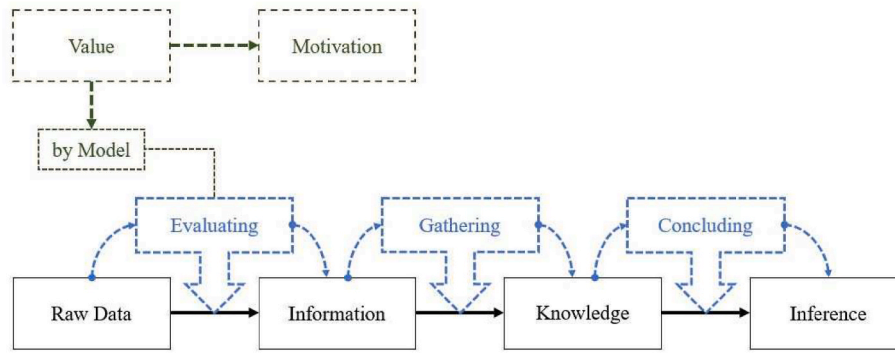 Value
Motivation
by Model
Evaluating
Gathering
Concluding
Raw Data
Information
Knowledge
Inference